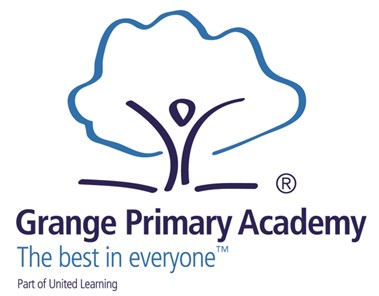 ®
Grange Primary Academy
The best in everyone™
Part of United Learning